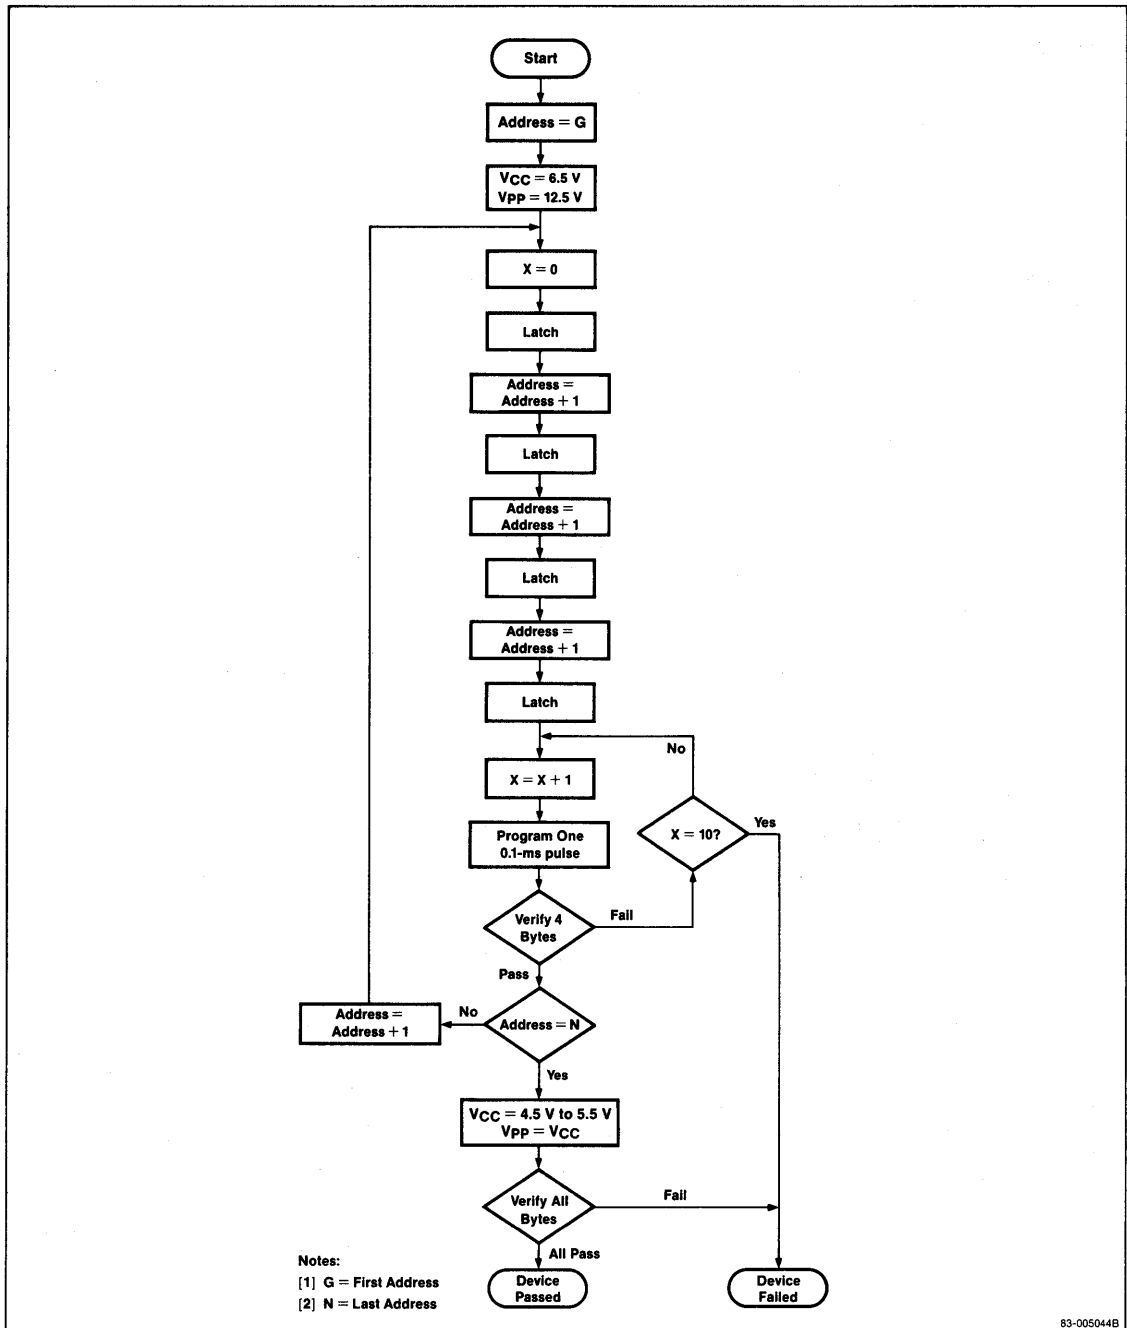 Start
Address = G
VCC = 6.5 V
VPP = 12.5 V
X = 0
Latch
Address =
Address + 1
Latch
Address =
Address + 1
Latch
Address =
Address + 1
Latch
No
X = X + 1
X = 10?
Yes
Program One
0.1-ms pulse
Verify 4
Bytes
Fail
Pass
Address = N
No
Address =
Address + 1
Yes
VCC = 4.5 V to 5.5 V
VPP = VCC
Verify All
Bytes
Fail
All Pass
Device
Passed
Device
Failed
Notes:
[1] G = First Address
[2] N = Last Address
83-005044B